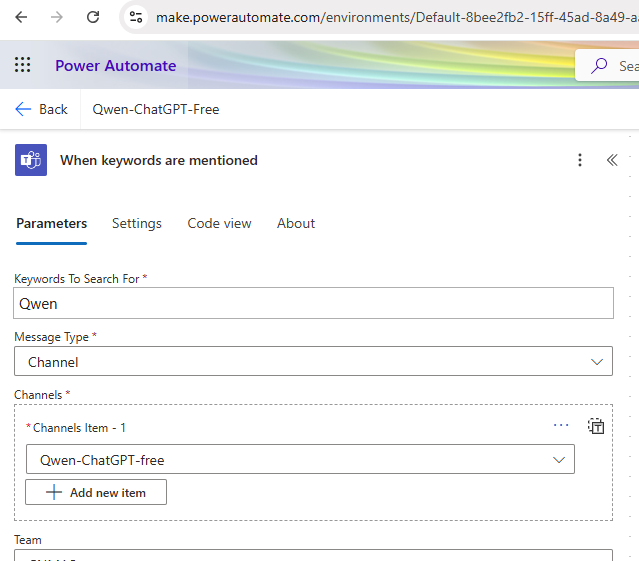 make.powerautomate.com/environments/Default-8bee2fb2-15ff-45ad-8a49-a
Power Automate
Sea
Back
Qwen-ChatGPT-Free
When keywords are mentioned
Parameters
Settings
Code view
About
Keywords To Search For *
Qwen
Message Type *
Channel
Channels *
* Channels Item - 1
Qwen-ChatGPT-free
Add new item
Team